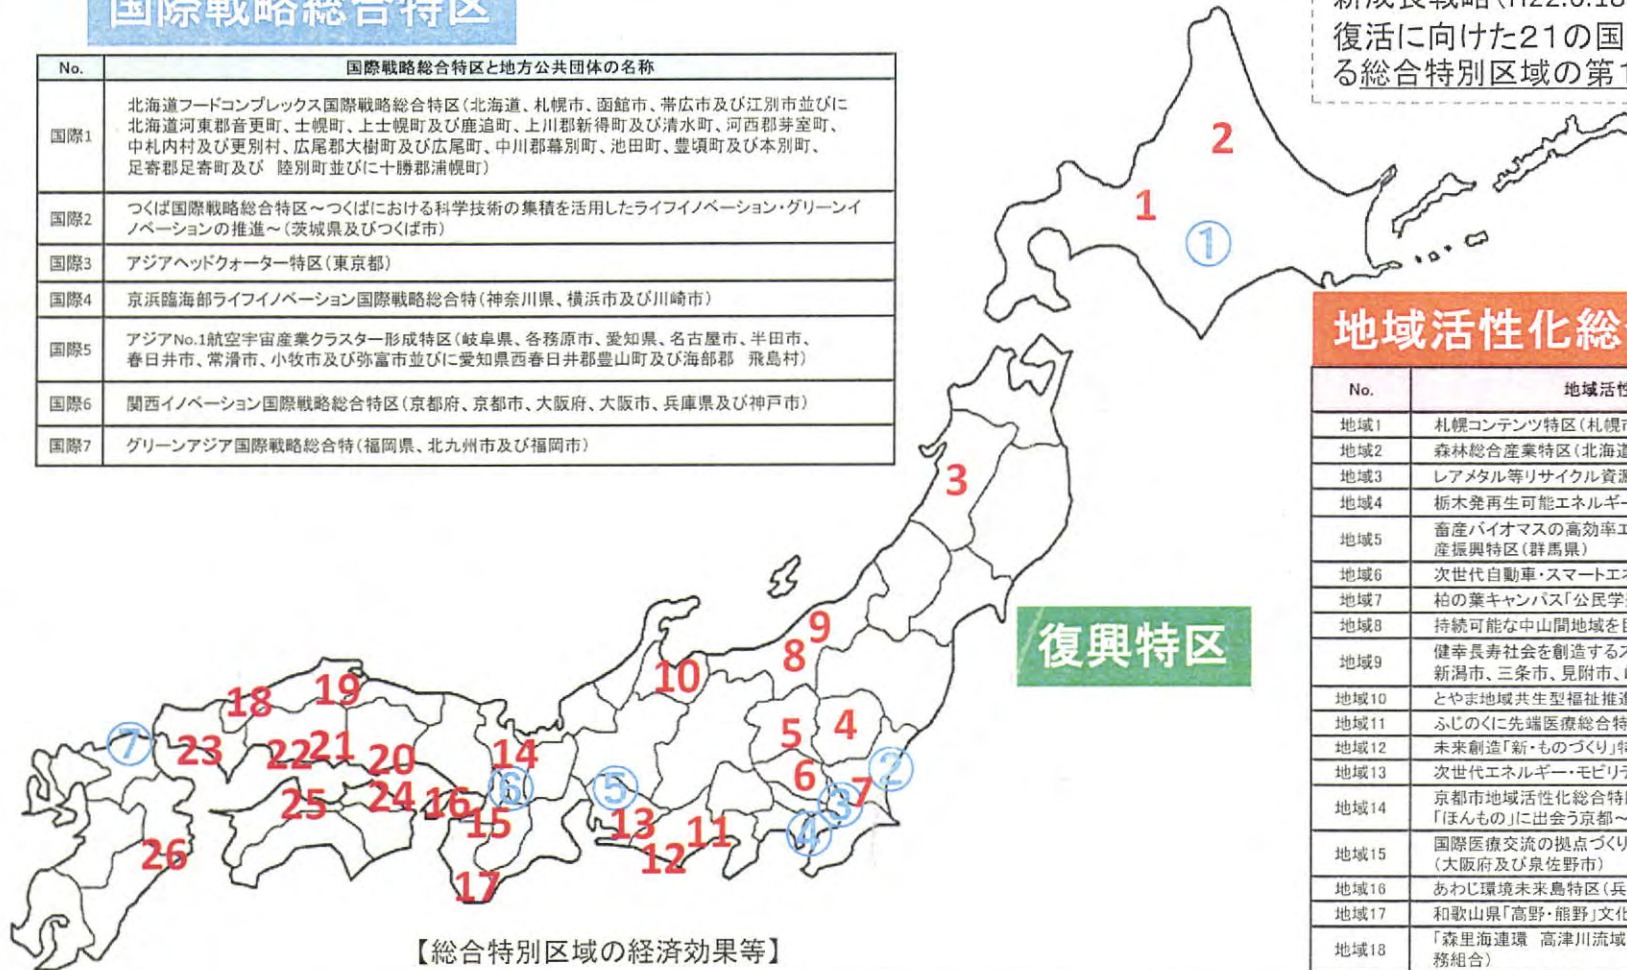 国際戦略総合特区
No. 国際戦略総合特区と地方公共団体の名称
国際1 北海道フードコンプレックス国際戦略総合特区(北海道、札幌市、函館市、帯広市及び江別市並びに
北海道河東郡音更町、士幌町、上士幌町及び鹿追町、上川郡新得町及び清水町、河西郡芽室町、
中札内村及び更別村、広尾郡大樹町及び広尾町、中川郡幕別町、池田町、豊頃町及び本別町、
足寄郡足寄町及び 陸別町並びに十勝郡浦幌町)
国際2 つくば国際戦略総合特区~つくばにおける科学技術の集積を活用したライフイノベーション・グリーンイ
ノベーションの推進~(茨城県及びつくば市)
国際3 アジアヘッドクォーター特区(東京都)
国際4 京浜臨海部ライフイノベーション国際戦略総合特(神奈川県、横浜市及び川崎市)
国際5 アジアNo.1航空宇宙産業クラスター形成特区(岐阜県、各務原市、愛知県、名古屋市、半田市、
春日井市、常滑市、小牧市及び弥富市並びに愛知県西春日井郡豊山町及び海部郡 飛島村)
国際6 関西イノベーション国際戦略総合特区(京都府、京都市、大阪府、大阪市、兵庫県及び神戸市)
国際7 グリーンアジア国際戦略総合特(福岡県、北九州市及び福岡市)
新成長戦略(H22.6.18
復活に向けた21の国
る総合特別区域の第1
2
1
①
3
復興特区
9
8
10
19
18
5
4
⑦
23
22
21
20
14
⑥
⑤
6
②
7
③
④
25
24
16
15
13
11
12
26
17
【総合特別区域の経済効果等】
地域活性化総
No. 地域活性
地域1 札幌コンテンツ特区(札幌市
地域2 森林総合産業特区(北海道
地域3 レアメタル等リサイクル資源
地域4 栃木発再生可能エネルギー
地域5 畜産バイオマスの高効率エ
産振興特区(群馬県)
地域6 次世代自動車・スマートエネ
地域7 柏の葉キャンパス「公民学
地域8 持続可能な中山間地域を目
地域9 健幸長寿社会を創造するス
新潟市、三条市、見附市、
地域10 とやま地域共生型福祉推進
地域11 ふじのくに先端医療総合特
地域12 未来創造「新・ものづくり」特
地域13 次世代エネルギー・モビリテ
地域14 京都市地域活性化総合特
「ほんもの」に出会う京都~
地域15 国際医療交流の拠点づくり
(大阪府及び泉佐野市)
地域16 あわじ環境未来島特区(兵
地域17 和歌山県「高野・熊野」文化
地域18 「森里海連環 高津川流域
務組合)